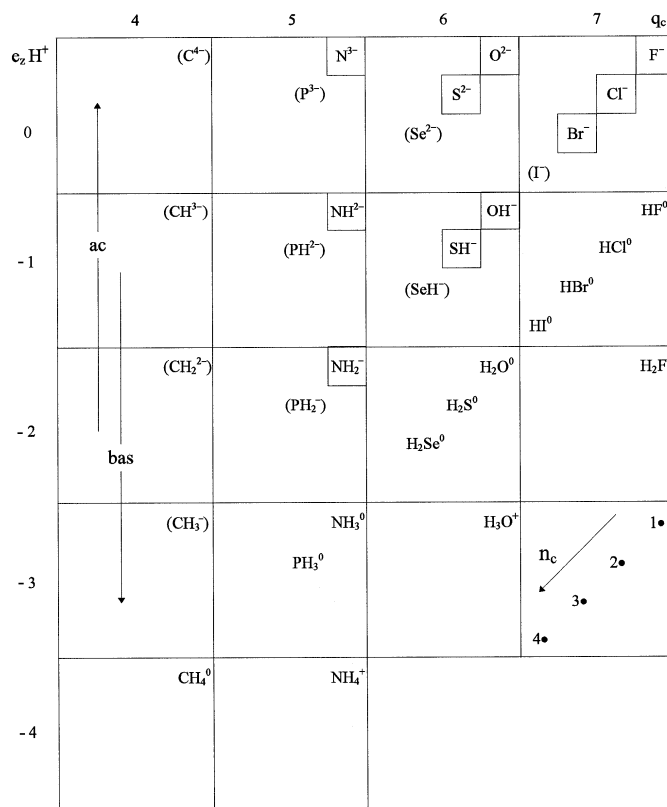 4 5 6 7 q_c
e_z H⁺ (C⁴⁻) N³⁻ O²⁻ F⁻
(P³⁻) S²⁻ Cl⁻
0 (Se²⁻) Br⁻
(I⁻)
(CH³⁻) NH²⁻ OH⁻ HF⁰
ac (PH²⁻) SH⁻ HCl⁰
-1 (SeH⁻) HBr⁰
HI⁰
(CH₂²⁻) NH₂⁻ H₂O⁰ H₂F
(PH₂⁻) H₂S⁰
-2 H₂Se⁰
bas
(CH₃⁻) NH₃⁰ H₃O⁺ 1
PH₃⁰ n_c 2
-3 3
4
CH₄⁰ NH₄⁺
-4